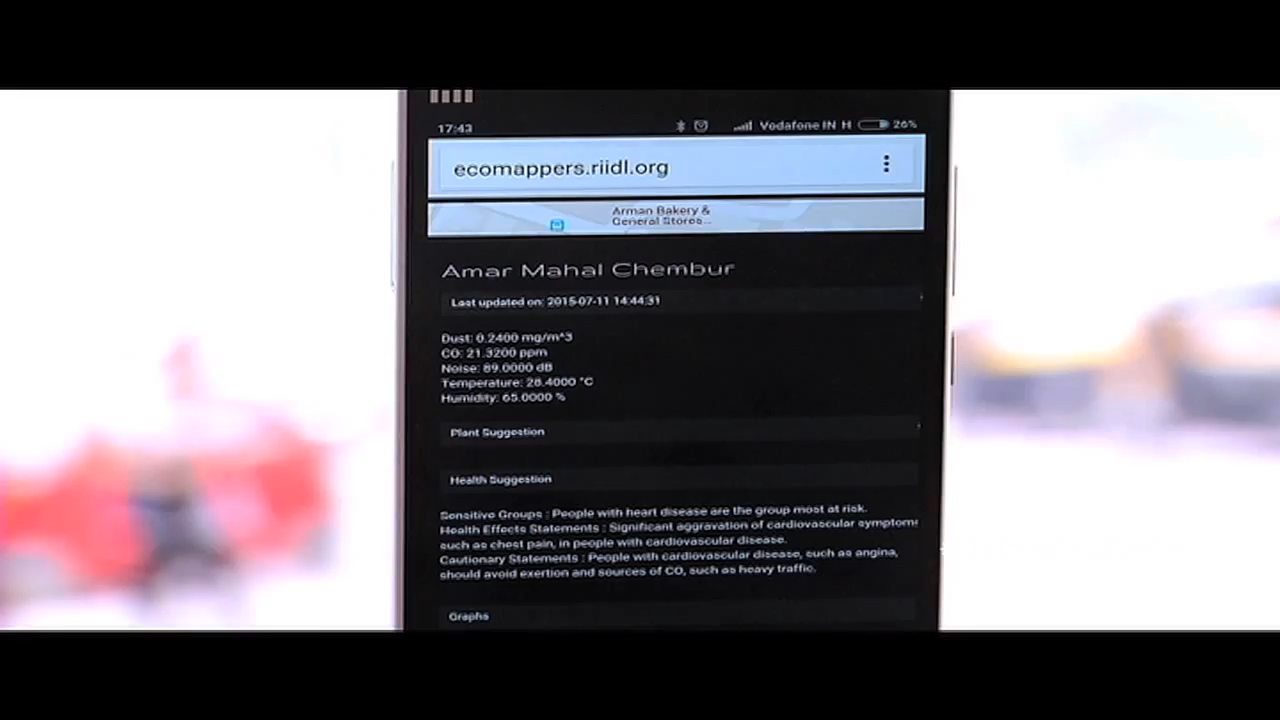 17:43 Vodafone IN H 26%
ecomappers.riidl.org
Arman Bakery &
General Stores...
Amar Mahal Chembur
Last updated on: 2015-07-11 14:44:31
Dust: 0.2400 mg/m^3
CO: 21.3200 ppm
Noise: 89.0000 dB
Temperature: 28.4000 °C
Humidity: 65.0000 %
Plant Suggestion
Health Suggestion
Sensitive Groups : People with heart disease are the group most at risk.
Health Effects Statements : Significant aggravation of cardiovascular symptoms
such as chest pain, in people with cardiovascular disease.
Cautionary Statements : People with cardiovascular disease, such as angina,
should avoid exertion and sources of CO, such as heavy traffic.
Graphs